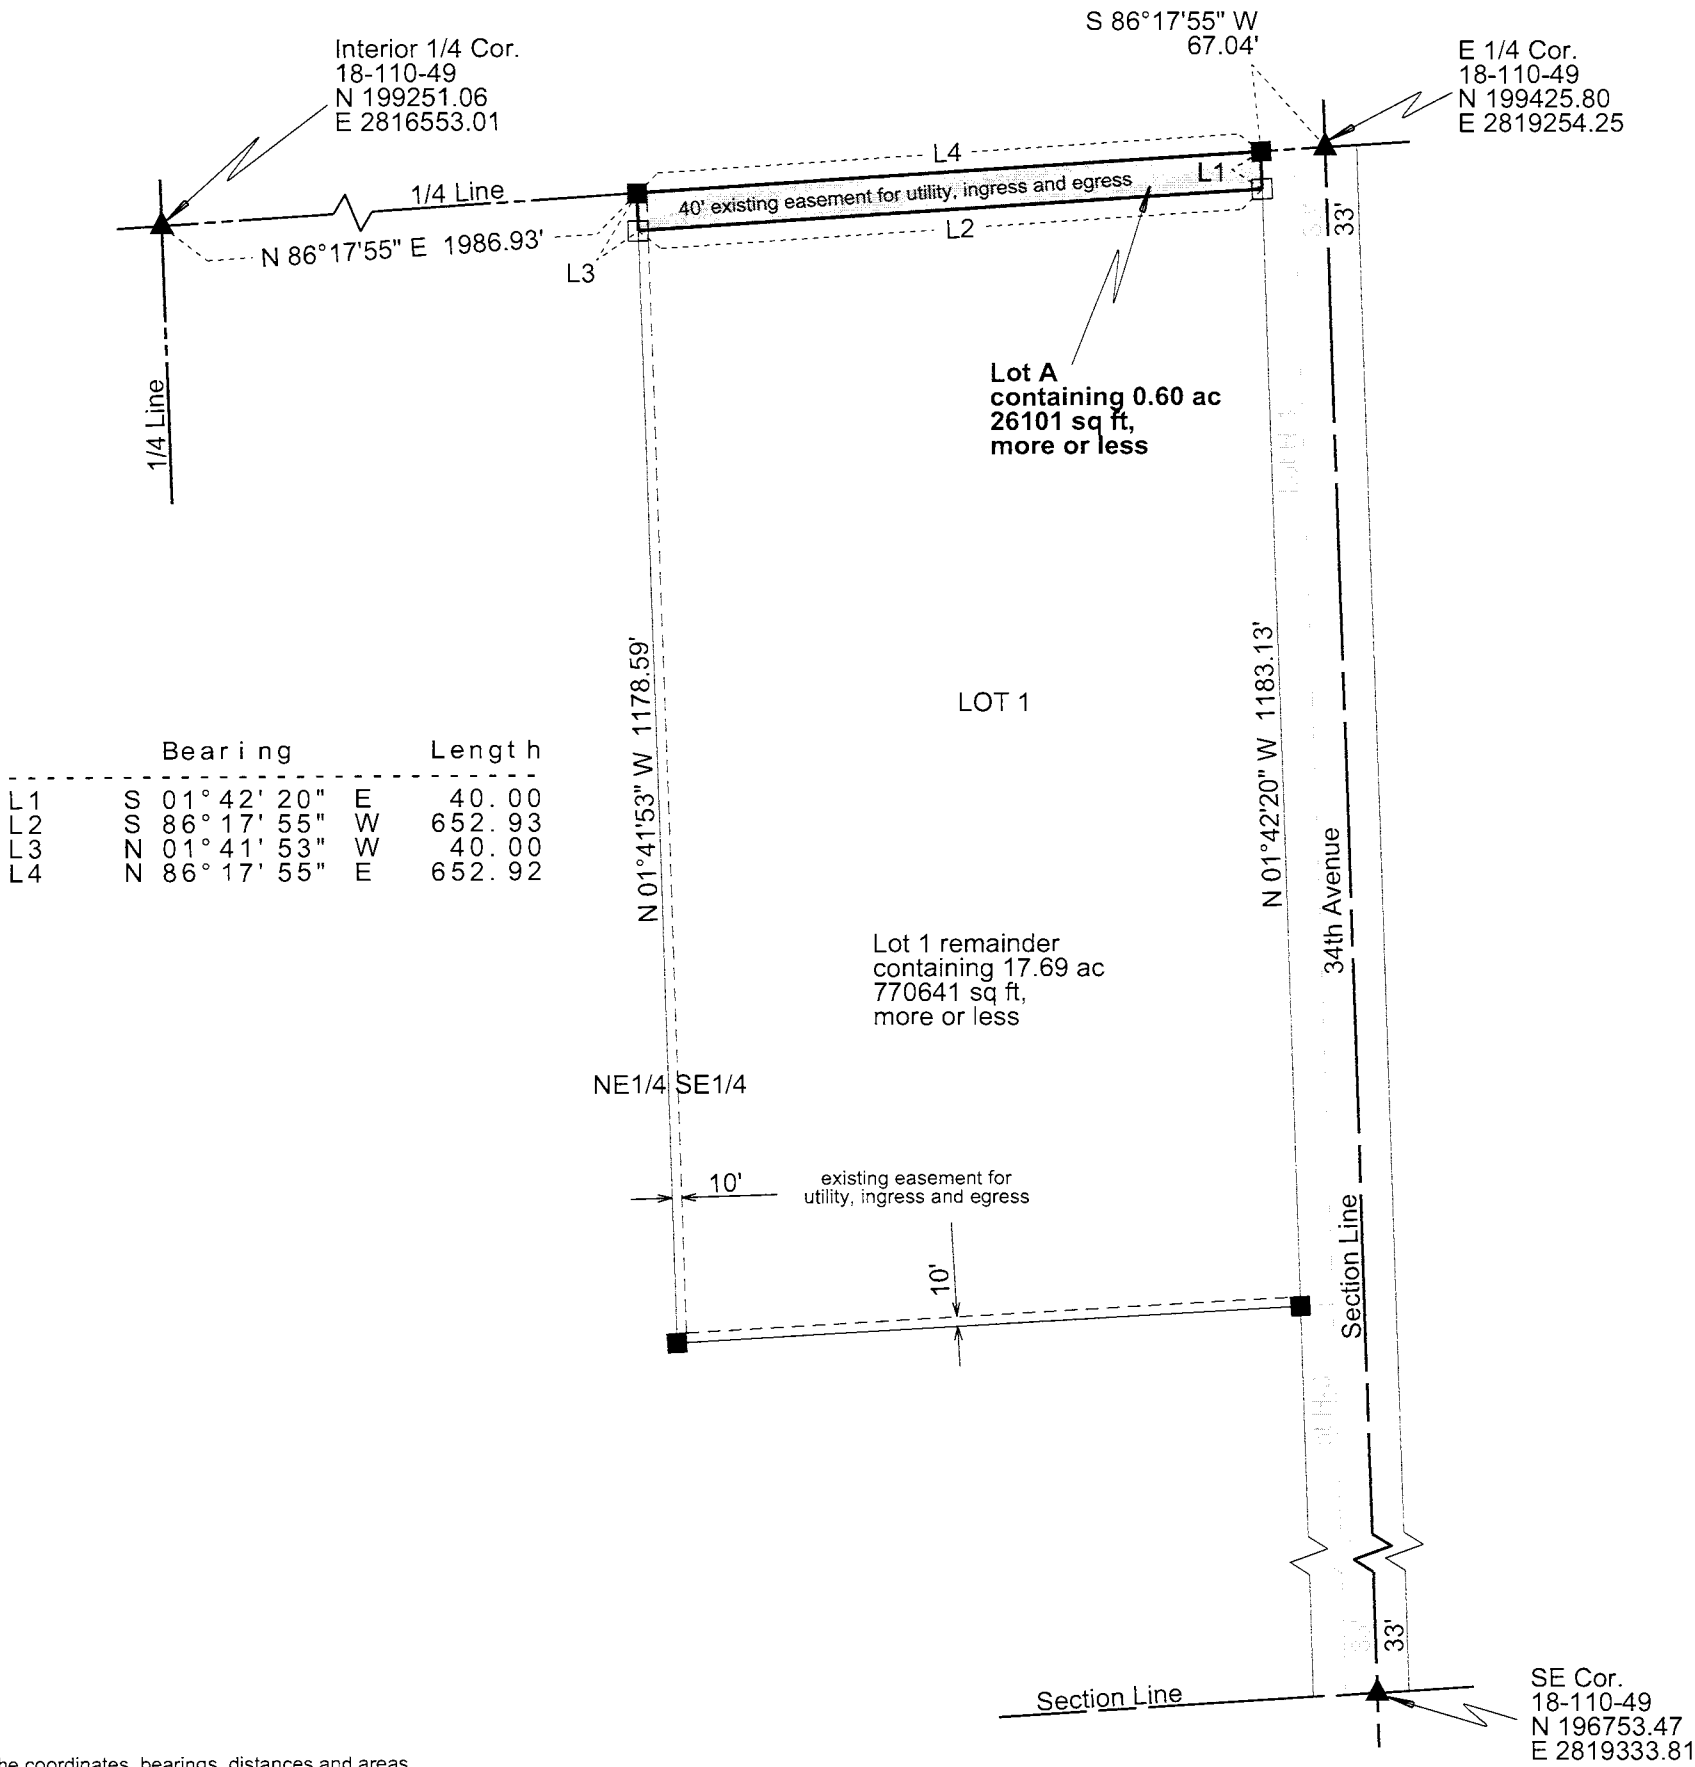 S 86°17'55" W
67.04'
Interior 1/4 Cor.
18-110-49
N 199251.06
E 2816553.01
E 1/4 Cor.
18-110-49
N 199425.80
E 2819254.25
L4
1/4 Line
40' existing easement for utility, ingress and egress
L1
33'
N 86°17'55" E 1986.93'
L2
L3
Lot A
containing 0.60 ac
26101 sq ft,
more or less
1/4 Line
N 01°41'53" W 1178.59'
LOT 1
N 01°42'20" W 1183.13'
Bearing Length
L1 S 01°42'20" E 40.00
L2 S 86°17'55" W 652.93
L3 N 01°41'53" W 40.00
L4 N 86°17'55" E 652.92
34th Avenue
Lot 1 remainder
containing 17.69 ac
770641 sq ft,
more or less
NE1/4 SE1/4
10'
existing easement for
utility, ingress and egress
10'
Section Line
33'
Section Line
SE Cor.
18-110-49
N 196753.47
E 2819333.81
coordinates, bearings, distances and areas